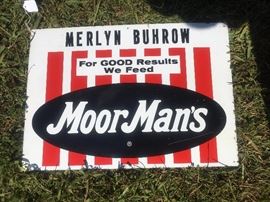 MERLYN BUHROW
For GOOD Results
We Feed
MoorMan's
®